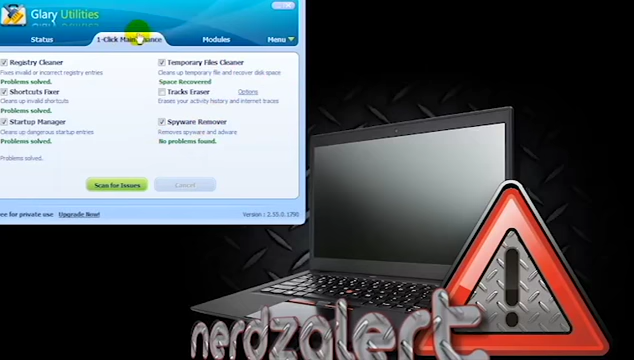 Glary Utilities
Status
1-Click Maintenance
Modules
Menu
Registry Cleaner
Fixes invalid or incorrect registry entries
Problems solved.
Temporary Files Cleaner
Cleans up temporary file and recover disk space
Space Recovered
Shortcuts Fixer
Cleans up invalid shortcuts
Problems solved.
Tracks Eraser
Options
Erases your activity history and internet traces
Startup Manager
Cleans up dangerous startup entries
Problems solved.
Spyware Remover
Removes spyware and adware
No problems found.
Problems solved.
Scan for Issues
Cancel
ee for private use
Upgrade Now!
Version : 2.55.0.1790
nerdzalert